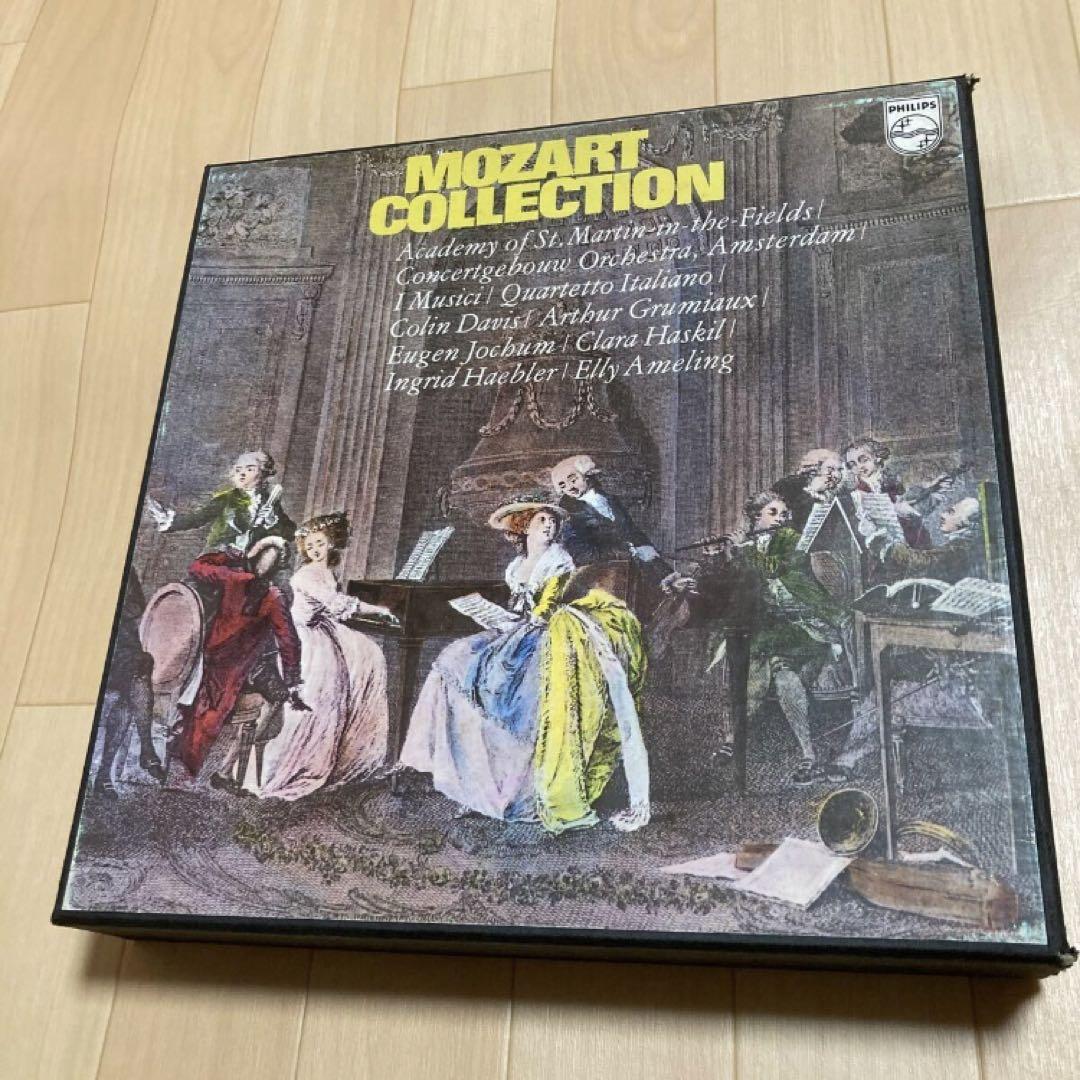 PHILIPS
MOZART
COLLECTION
Academy of St. Martin-in-the-Fields /
Concertgebouw Orchestra, Amsterdam /
I Musici / Quartetto Italiano /
Colin Davis / Arthur Grumiaux /
Eugen Jochum / Clara Haskil /
Ingrid Haebler / Elly Ameling